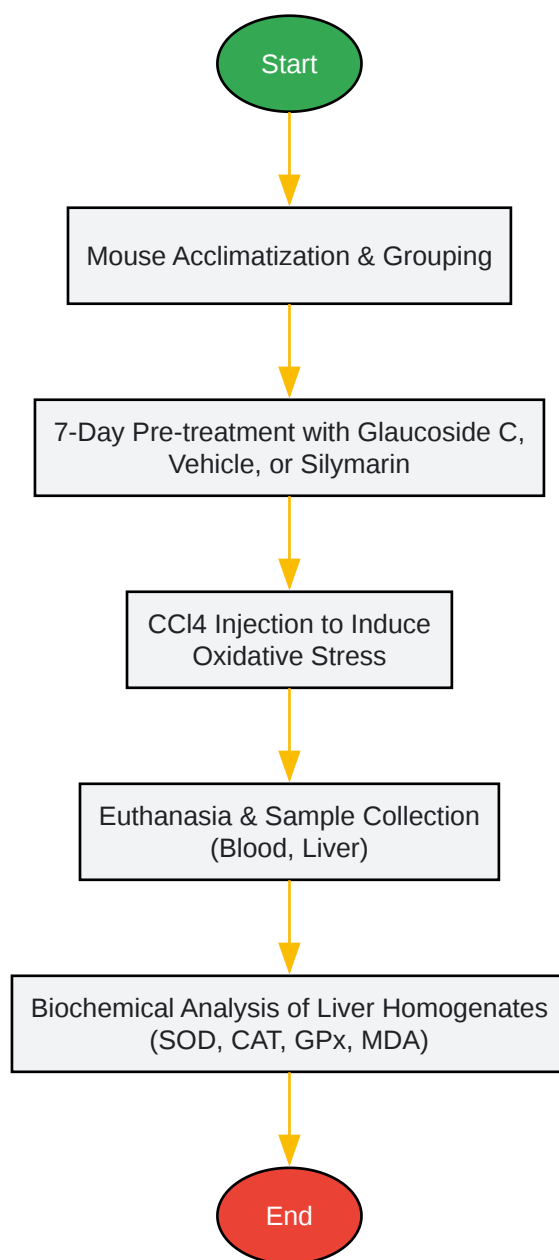 Start
Mouse Acclimatization & Grouping
7-Day Pre-treatment with Glaucoside C,
Vehicle, or Silymarin
CCl4 Injection to Induce
Oxidative Stress
Euthanasia & Sample Collection
(Blood, Liver)
Biochemical Analysis of Liver Homogenates
(SOD, CAT, GPx, MDA)
End